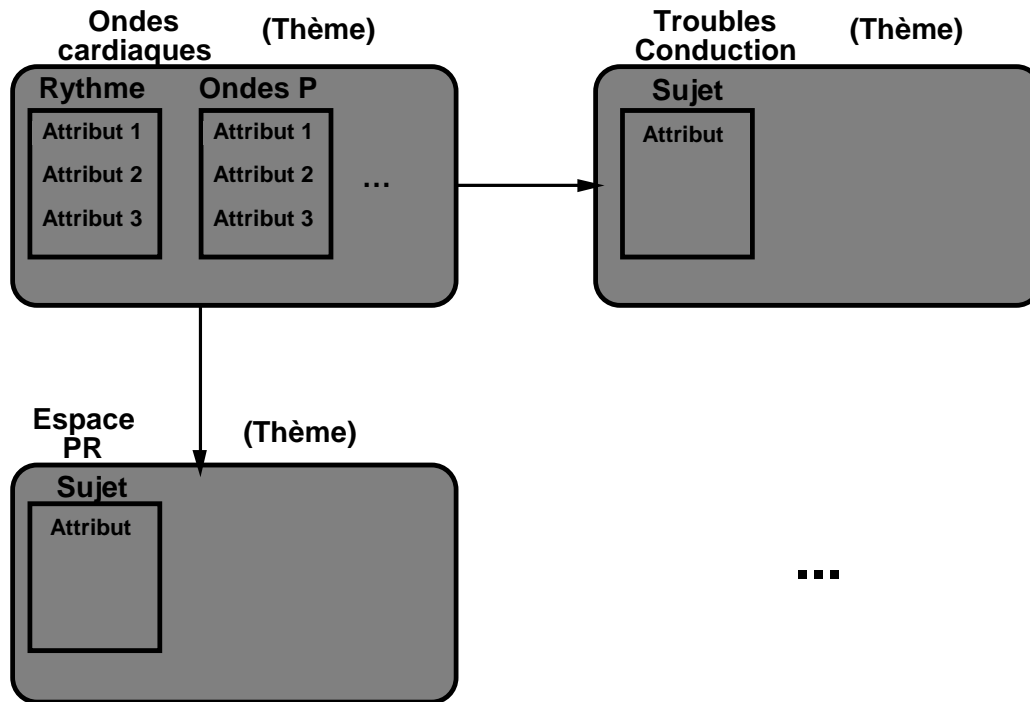 Ondes
cardiaques
(Thème)
Rythme
Attribut 1
Attribut 2
Attribut 3
Ondes P
Attribut 1
Attribut 2
Attribut 3
...
Troubles
Conduction
(Thème)
Sujet
Attribut
Espace
PR
(Thème)
Sujet
Attribut
...